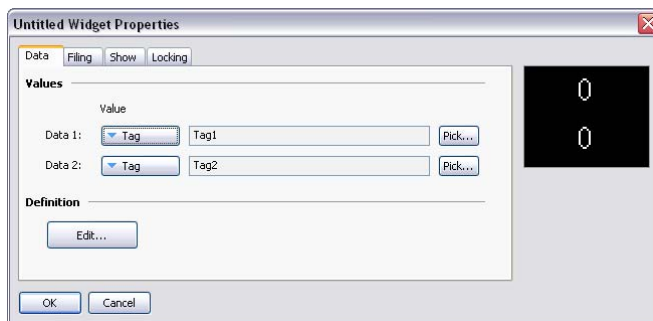 Untitled Widget Properties
Data Filing Show Locking
Values
Value
Data 1: Tag Tag1 Pick...
Data 2: Tag Tag2 Pick...
Definition
Edit...
OK Cancel
0
0